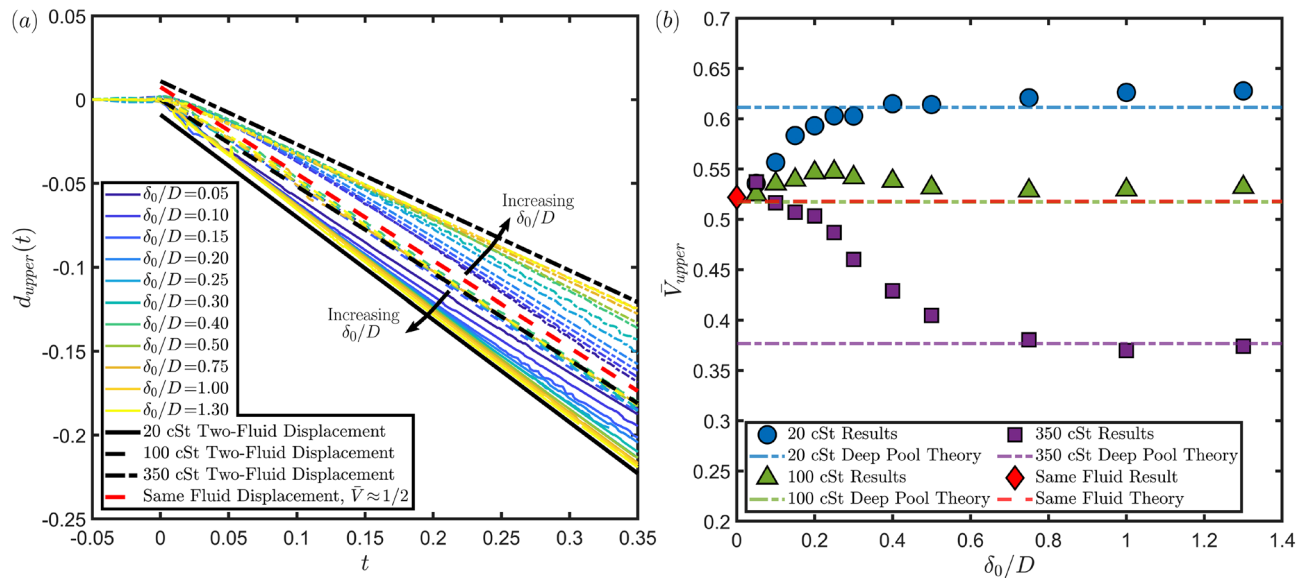 (a)
0.05
0
-0.05
-0.1
-0.15
-0.2
-0.25
d_upper(t)
-0.05
0
0.05
0.1
0.15
0.2
0.25
0.3
0.35
t
Increasing
δ₀/D
Increasing
δ₀/D
δ₀/D=0.05
δ₀/D=0.10
δ₀/D=0.15
δ₀/D=0.20
δ₀/D=0.25
δ₀/D=0.30
δ₀/D=0.40
δ₀/D=0.50
δ₀/D=0.75
δ₀/D=1.00
δ₀/D=1.30
20 cSt Two-Fluid Displacement
100 cSt Two-Fluid Displacement
350 cSt Two-Fluid Displacement
Same Fluid Displacement, V̄≈1/2
(b)
0.7
0.65
0.6
0.55
0.5
0.45
0.4
0.35
0.3
0.25
0.2
V̄_upper
0
0.2
0.4
0.6
0.8
1
1.2
1.4
δ₀/D
20 cSt Results
20 cSt Deep Pool Theory
100 cSt Results
100 cSt Deep Pool Theory
350 cSt Results
350 cSt Deep Pool Theory
Same Fluid Result
Same Fluid Theory